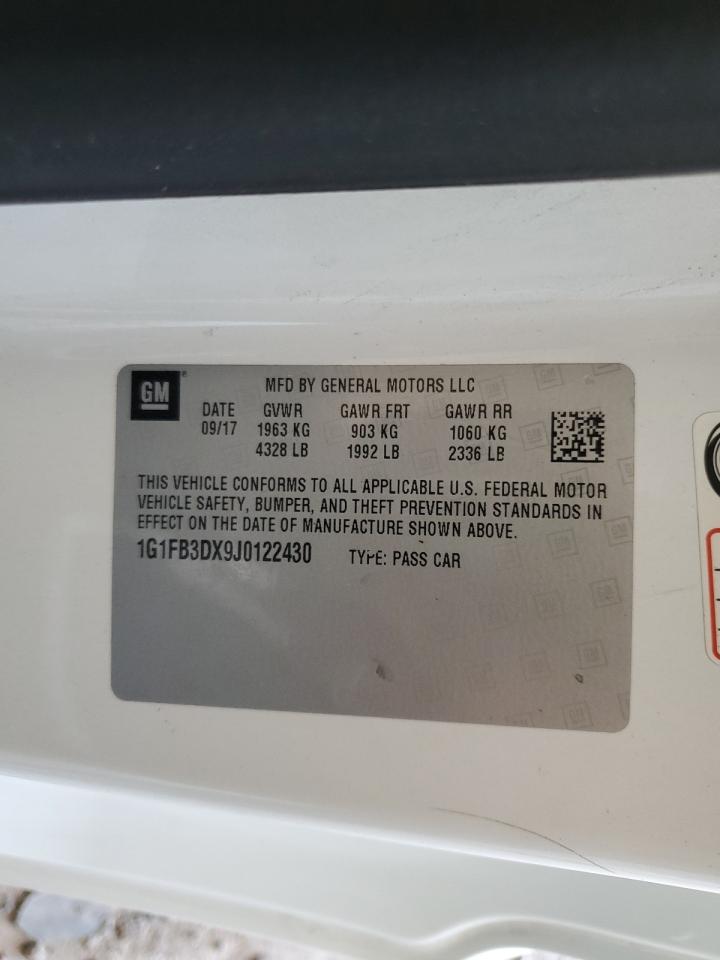 GM
MFD BY GENERAL MOTORS LLC
DATE GVWR GAWR FRT GAWR RR
09/17 1963 KG 903 KG 1060 KG
4328 LB 1992 LB 2336 LB
THIS VEHICLE CONFORMS TO ALL APPLICABLE U.S. FEDERAL MOTOR
VEHICLE SAFETY, BUMPER, AND THEFT PREVENTION STANDARDS IN
EFFECT ON THE DATE OF MANUFACTURE SHOWN ABOVE.
1G1FB3DX9J0122430 TYPE: PASS CAR